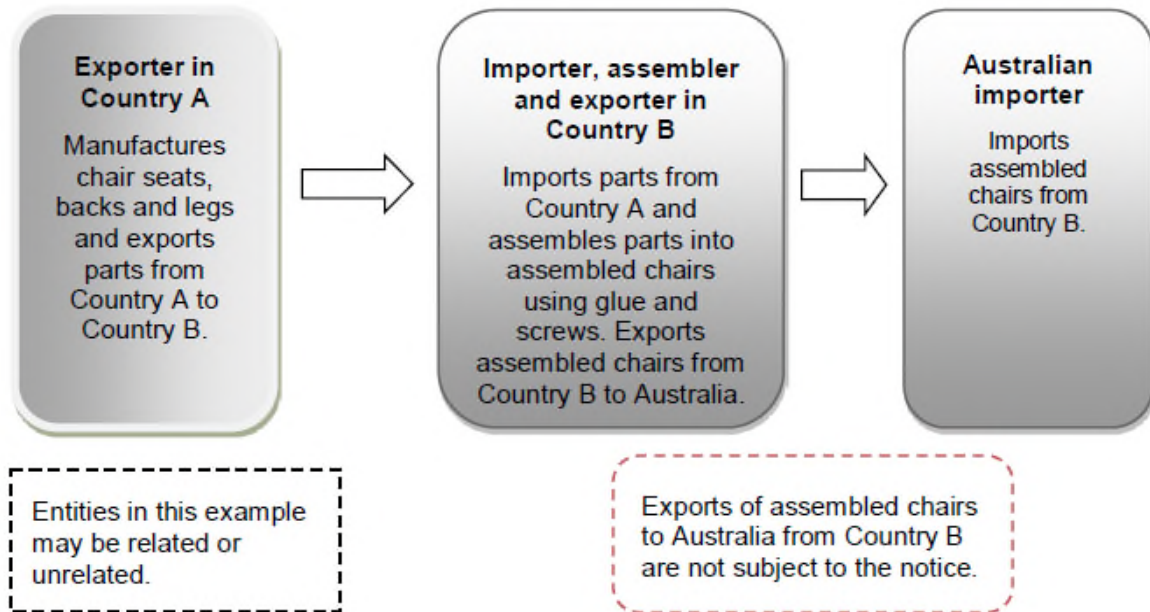 Exporter in
Country A
Manufactures
chair seats,
backs and legs
and exports
parts from
Country A to
Country B.
Importer, assembler
and exporter in
Country B
Imports parts from
Country A and
assembles parts into
assembled chairs
using glue and
screws. Exports
assembled chairs from
Country B to Australia.
Australian
importer
Imports
assembled
chairs from
Country B.
Entities in this example
may be related or
unrelated.
Exports of assembled chairs
to Australia from Country B
are not subject to the notice.